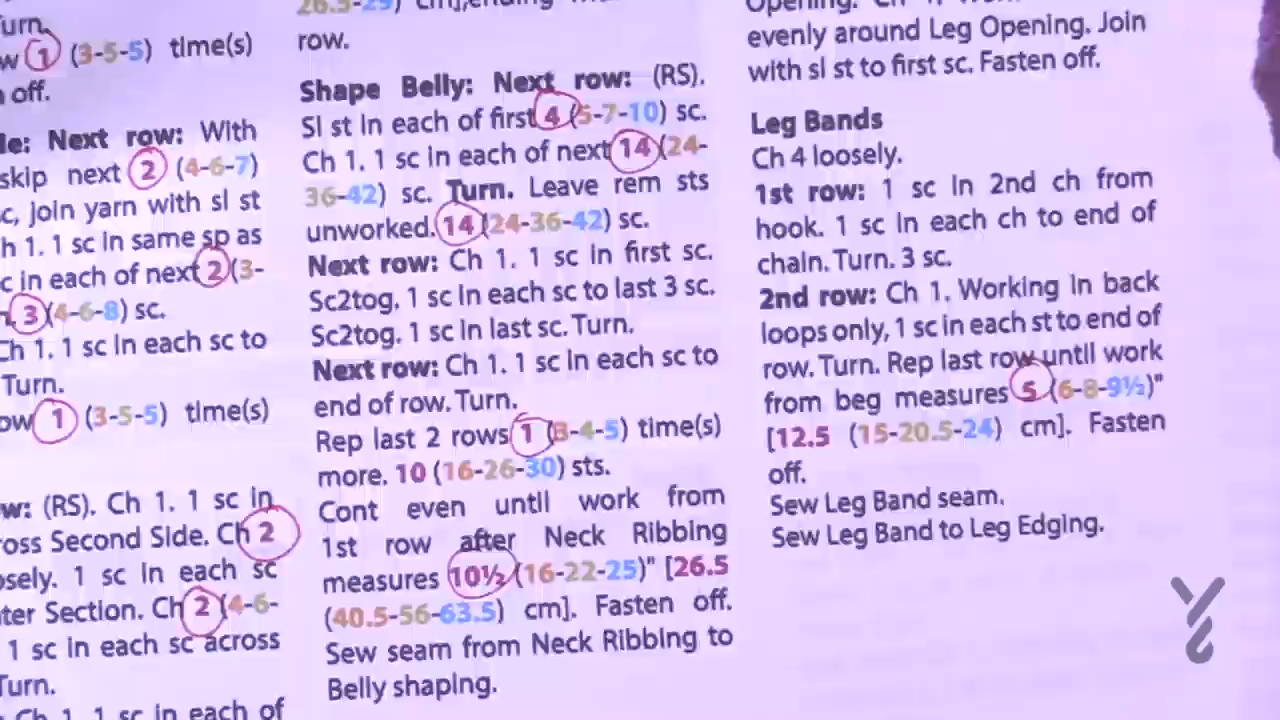 urn.
w 1 (3-5-5) time(s)
off.
le: Next row: With
skip next 2 (4-6-7)
c, join yarn with sl st
h 1. 1 sc in same sp as
c in each of next 2 (3-
3 (4-6-8) sc.
Ch 1. 1 sc in each sc to
Turn.
ow 1 (3-5-5) time(s)
w: (RS). Ch 1. 1 sc in
oss Second Side. Ch 2
osely. 1 sc in each sc
ter Section. Ch 2 (4-6-
1 sc in each sc across
Turn.
Ch 1. 1 sc in each of
26.5-29) cm], ending
row.
Shape Belly: Next row: (RS).
Sl st in each of first 4 (5-7-10) sc.
Ch 1. 1 sc in each of next 14 (24-
36-42) sc. Turn. Leave rem sts
unworked. 14 (24-36-42) sc.
Next row: Ch 1. 1 sc in first sc.
Sc2tog. 1 sc in each sc to last 3 sc.
Sc2tog. 1 sc in last sc. Turn.
Next row: Ch 1. 1 sc in each sc to
end of row. Turn.
Rep last 2 rows 1 (3-4-5) time(s)
more. 10 (16-26-30) sts.
Cont even until work from
1st row after Neck Ribbing
measures 10½ (16-22-25)" [26.5
(40.5-56-63.5) cm]. Fasten off.
Sew seam from Neck Ribbing to
Belly shaping.
Opening. Ch 1.
evenly around Leg Opening. Join
with sl st to first sc. Fasten off.
Leg Bands
Ch 4 loosely.
1st row: 1 sc in 2nd ch from
hook. 1 sc in each ch to end of
chain. Turn. 3 sc.
2nd row: Ch 1. Working in back
loops only, 1 sc in each st to end of
row. Turn. Rep last row until work
from beg measures 5 (6-8-9½)"
[12.5 (15-20.5-24) cm]. Fasten
off.
Sew Leg Band seam.
Sew Leg Band to Leg Edging.